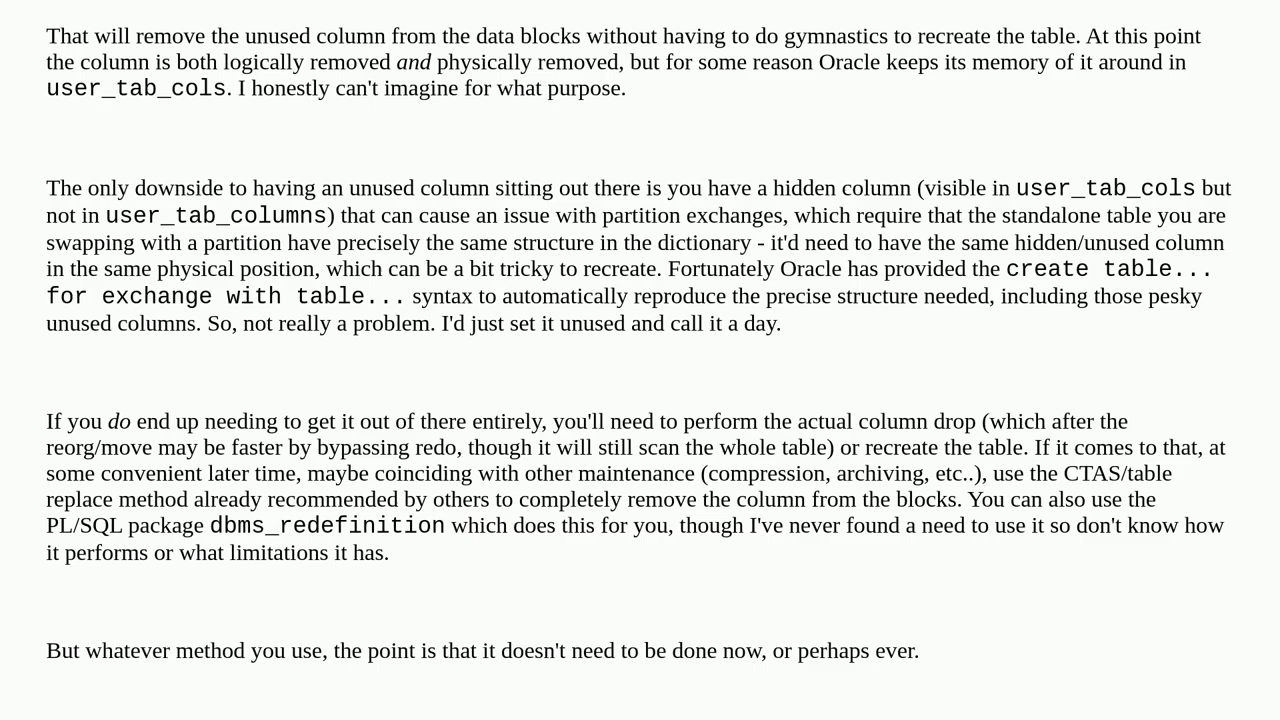 That will remove the unused column from the data blocks without having to do gymnastics to recreate the table. At this point
the column is both logically removed and physically removed, but for some reason Oracle keeps its memory of it around in
user_tab_cols. I honestly can't imagine for what purpose.
The only downside to having an unused column sitting out there is you have a hidden column (visible in user_tab_cols but
not in user_tab_columns) that can cause an issue with partition exchanges, which require that the standalone table you are
swapping with a partition have precisely the same structure in the dictionary - it'd need to have the same hidden/unused column
in the same physical position, which can be a bit tricky to recreate. Fortunately Oracle has provided the create table...
for exchange with table... syntax to automatically reproduce the precise structure needed, including those pesky
unused columns. So, not really a problem. I'd just set it unused and call it a day.
If you do end up needing to get it out of there entirely, you'll need to perform the actual column drop (which after the
reorg/move may be faster by bypassing redo, though it will still scan the whole table) or recreate the table. If it comes to that, at
some convenient later time, maybe coinciding with other maintenance (compression, archiving, etc..), use the CTAS/table
replace method already recommended by others to completely remove the column from the blocks. You can also use the
PL/SQL package dbms_redefinition which does this for you, though I've never found a need to use it so don't know how
it performs or what limitations it has.
But whatever method you use, the point is that it doesn't need to be done now, or perhaps ever.